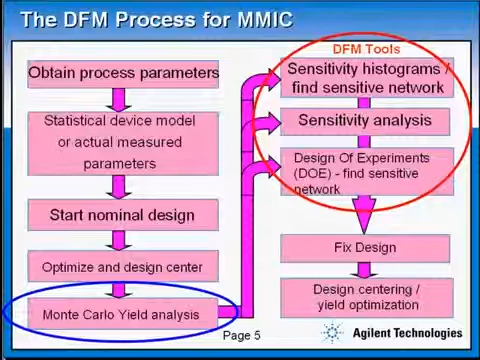 The DFM Process for MMIC
Obtain process parameters
Statistical device model
or actual measured
parameters
Start nominal design
Optimize and design center
Monte Carlo Yield analysis
DFM Tools
Sensitivity histograms /
find sensitive network
Sensitivity analysis
Design Of Experiments
(DOE) - find sensitive
network
Fix Design
Design centering /
yield optimization
Page 5
Agilent Technologies